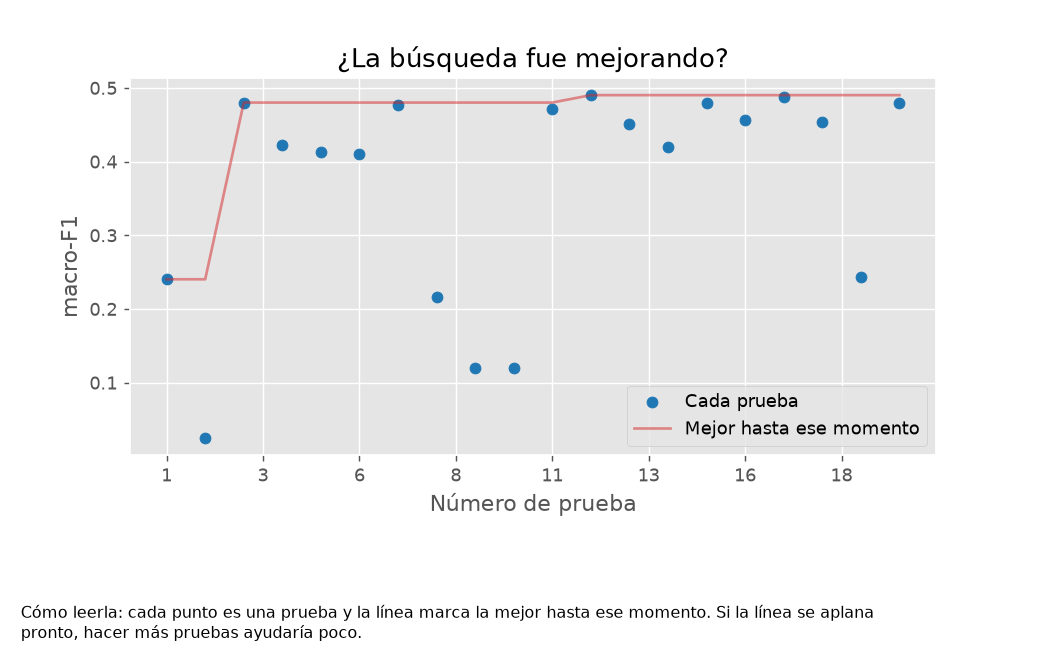 ¿La búsqueda fue mejorando?
0.5
0.4
0.3
0.2
0.1
macro-F1
Cada prueba
Mejor hasta ese momento
1 3 6 8 11 13 16 18
Número de prueba
Cómo leerla: cada punto es una prueba y la línea marca la mejor hasta ese momento. Si la línea se aplana
pronto, hacer más pruebas ayudaría poco.